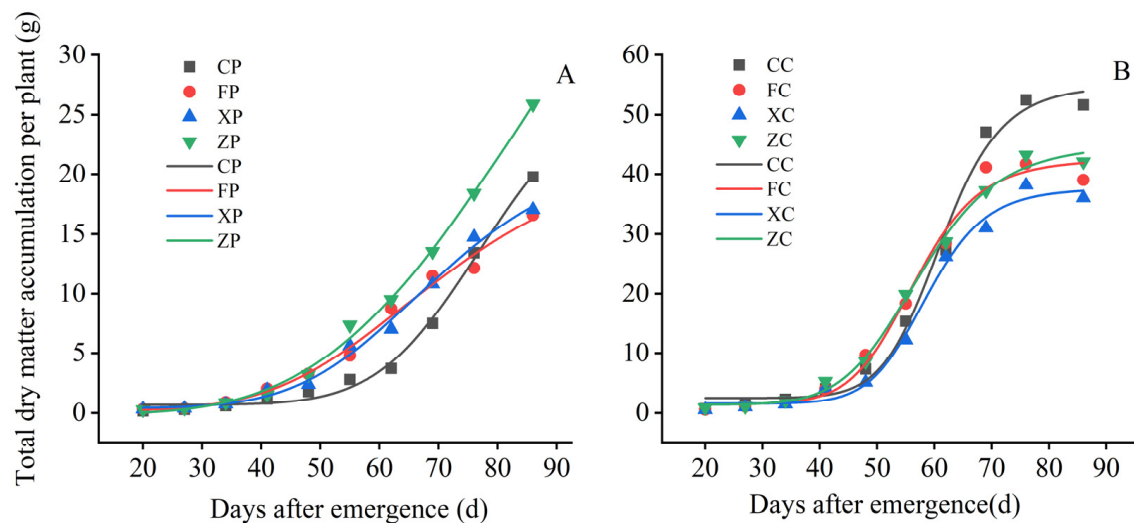 Total dry matter accumulation per plant (g)
30
25
20
15
10
5
0
CP
FP
XP
ZP
CP
FP
XP
ZP
A
20 30 40 50 60 70 80 90
Days after emergence (d)
60
50
40
30
20
10
0
CC
FC
XC
ZC
CC
FC
XC
ZC
B
20 30 40 50 60 70 80 90
Days after emergence(d)